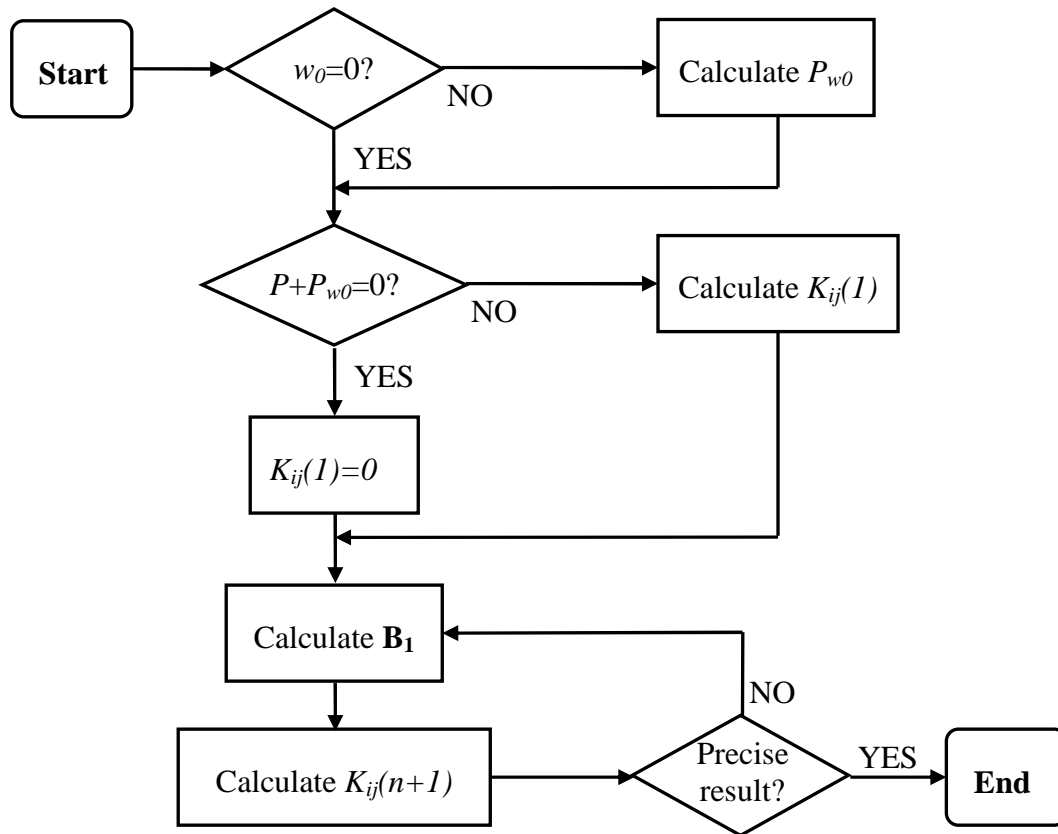 Start
w0=0?
NO
Calculate Pw0
YES
P+Pw0=0?
NO
Calculate Kij(1)
YES
Kij(1)=0
Calculate B1
NO
Calculate Kij(n+1)
Precise
result?
YES
End